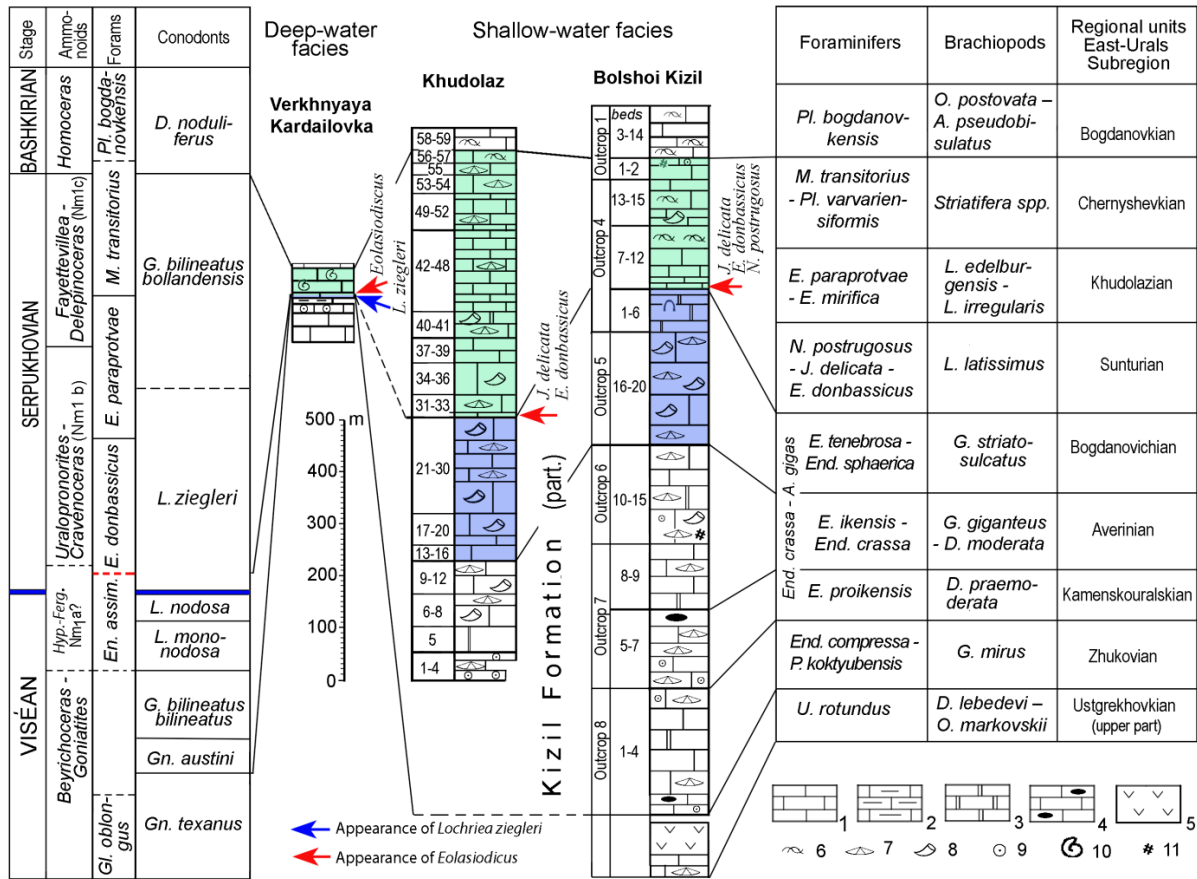 Stage
Ammo-
noids
Forams
Conodonts
BASHKIRIAN
SERPUKHOVIAN
VISÉAN
Homoceras
Fayettevillea -
Delepinoceras (Nm1c)
Uralopronorites -
Cravenoceras (Nm1 b)
Hyp.-Ferg.
Nm1a?
Beyrichoceras -
Goniatites
Pl. bogda-
novkensis
M. transitorius
E. paraprotvae
E. donbassicus
En. assim.
Gl. oblon-
gus
D. noduli-
ferus
G. bilineatus
bollandensis
L. ziegleri
L. nodosa
L. mono-
nodosa
G. bilineatus
bilineatus
Gn. austini
Gn. texanus
Deep-water
facies
Shallow-water facies
Verkhnyaya
Kardailovka
Khudolaz
Bolshoi Kizil
Eolasiodiscus
L. ziegleri
500 m
400
300
200
100
0
58-59
56-57
55
53-54
49-52
42-48
40-41
37-39
34-36
31-33
21-30
17-20
13-16
9-12
6-8
5
1-4
J. delicata
E. donbassicus
Kizil Formation (part.)
Outcrop 1
Outcrop 4
Outcrop 5
Outcrop 6
Outcrop 7
Outcrop 8
beds
3-14
1-2
13-15
7-12
1-6
16-20
10-15
8-9
5-7
1-4
J. delicata
E. donbassicus
N. postrugosus
Appearance of Lochriea ziegleri
Appearance of Eolasiodicus
Foraminifers
Brachiopods
Regional units
East-Urals
Subregion
Pl. bogdanov-
kensis
O. postovata –
A. pseudobi-
sulatus
Bogdanovkian
M. transitorius
- Pl. varvarien-
siformis
Striatifera spp.
Chernyshevkian
E. paraprotvae
- E. mirifica
L. edelbur-
gensis -
L. irregularis
Khudolazian
N. postrugosus
- J. delicata -
E. donbassicus
L. latissimus
Sunturian
End. crassa - A. gigas
E. tenebrosa -
End. sphaerica
G. striato-
sulcatus
Bogdanovichian
E. ikensis -
End. crassa
G. giganteus
- D. moderata
Averinian
E. proikensis
D. praemo-
derata
Kamenskouralskian
End. compressa -
P. koktyubensis
G. mirus
Zhukovian
U. rotundus
D. lebedevi –
O. markovskii
Ustgrekhovkian
(upper part)
1
2
3
4
5
6
7
8
9
10
11